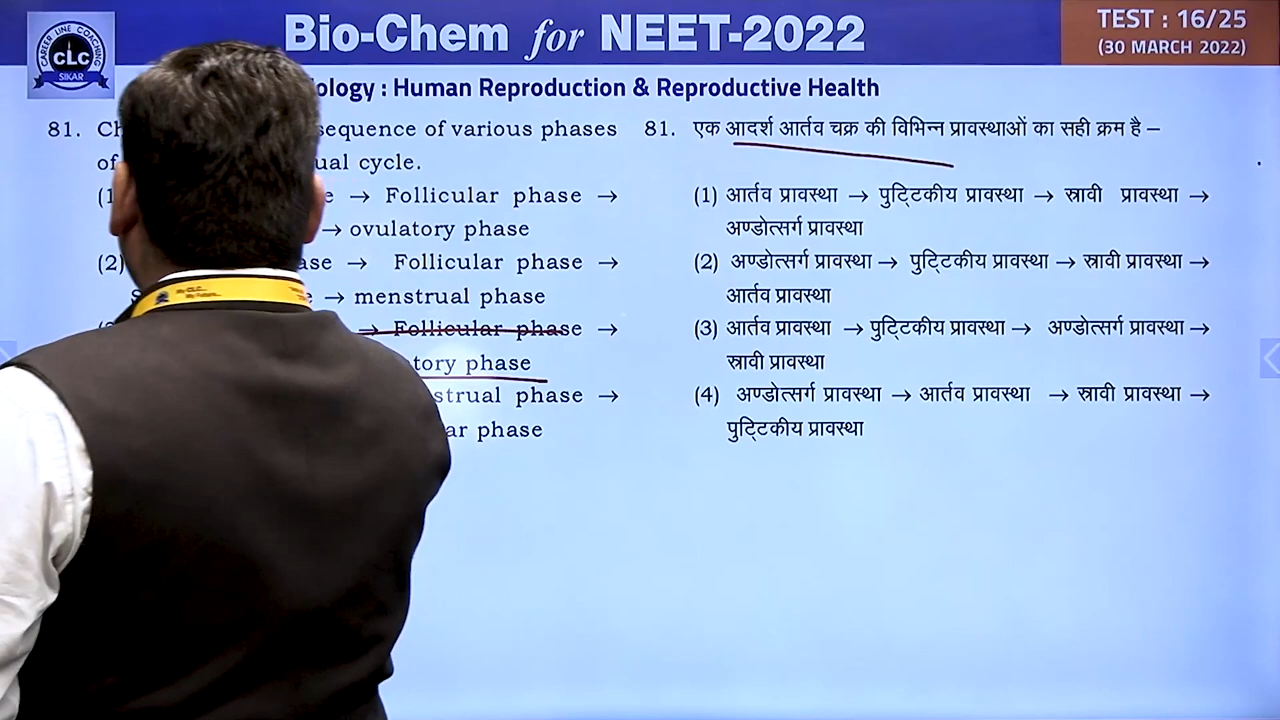 CAREER LINE COACHING
CLC
SIKAR
Bio-Chem for NEET-2022
TEST : 16/25
(30 MARCH 2022)
ology : Human Reproduction & Reproductive Health
81. Ch sequence of various phases
of ual cycle.
(1 e → Follicular phase →
→ ovulatory phase
(2) ase → Follicular phase →
e → menstrual phase
→ Follicular phase →
tory phase
strual phase →
ar phase
81. एक आदर्श आर्तव चक्र की विभिन्न प्रावस्थाओं का सही क्रम है –
(1) आर्तव प्रावस्था → पुट्टिकीय प्रावस्था → स्रावी प्रावस्था →
अण्डोत्सर्ग प्रावस्था
(2) अण्डोत्सर्ग प्रावस्था → पुट्टिकीय प्रावस्था → स्रावी प्रावस्था →
आर्तव प्रावस्था
(3) आर्तव प्रावस्था → पुट्टिकीय प्रावस्था → अण्डोत्सर्ग प्रावस्था →
स्रावी प्रावस्था
(4) अण्डोत्सर्ग प्रावस्था → आर्तव प्रावस्था → स्रावी प्रावस्था →
पुट्टिकीय प्रावस्था